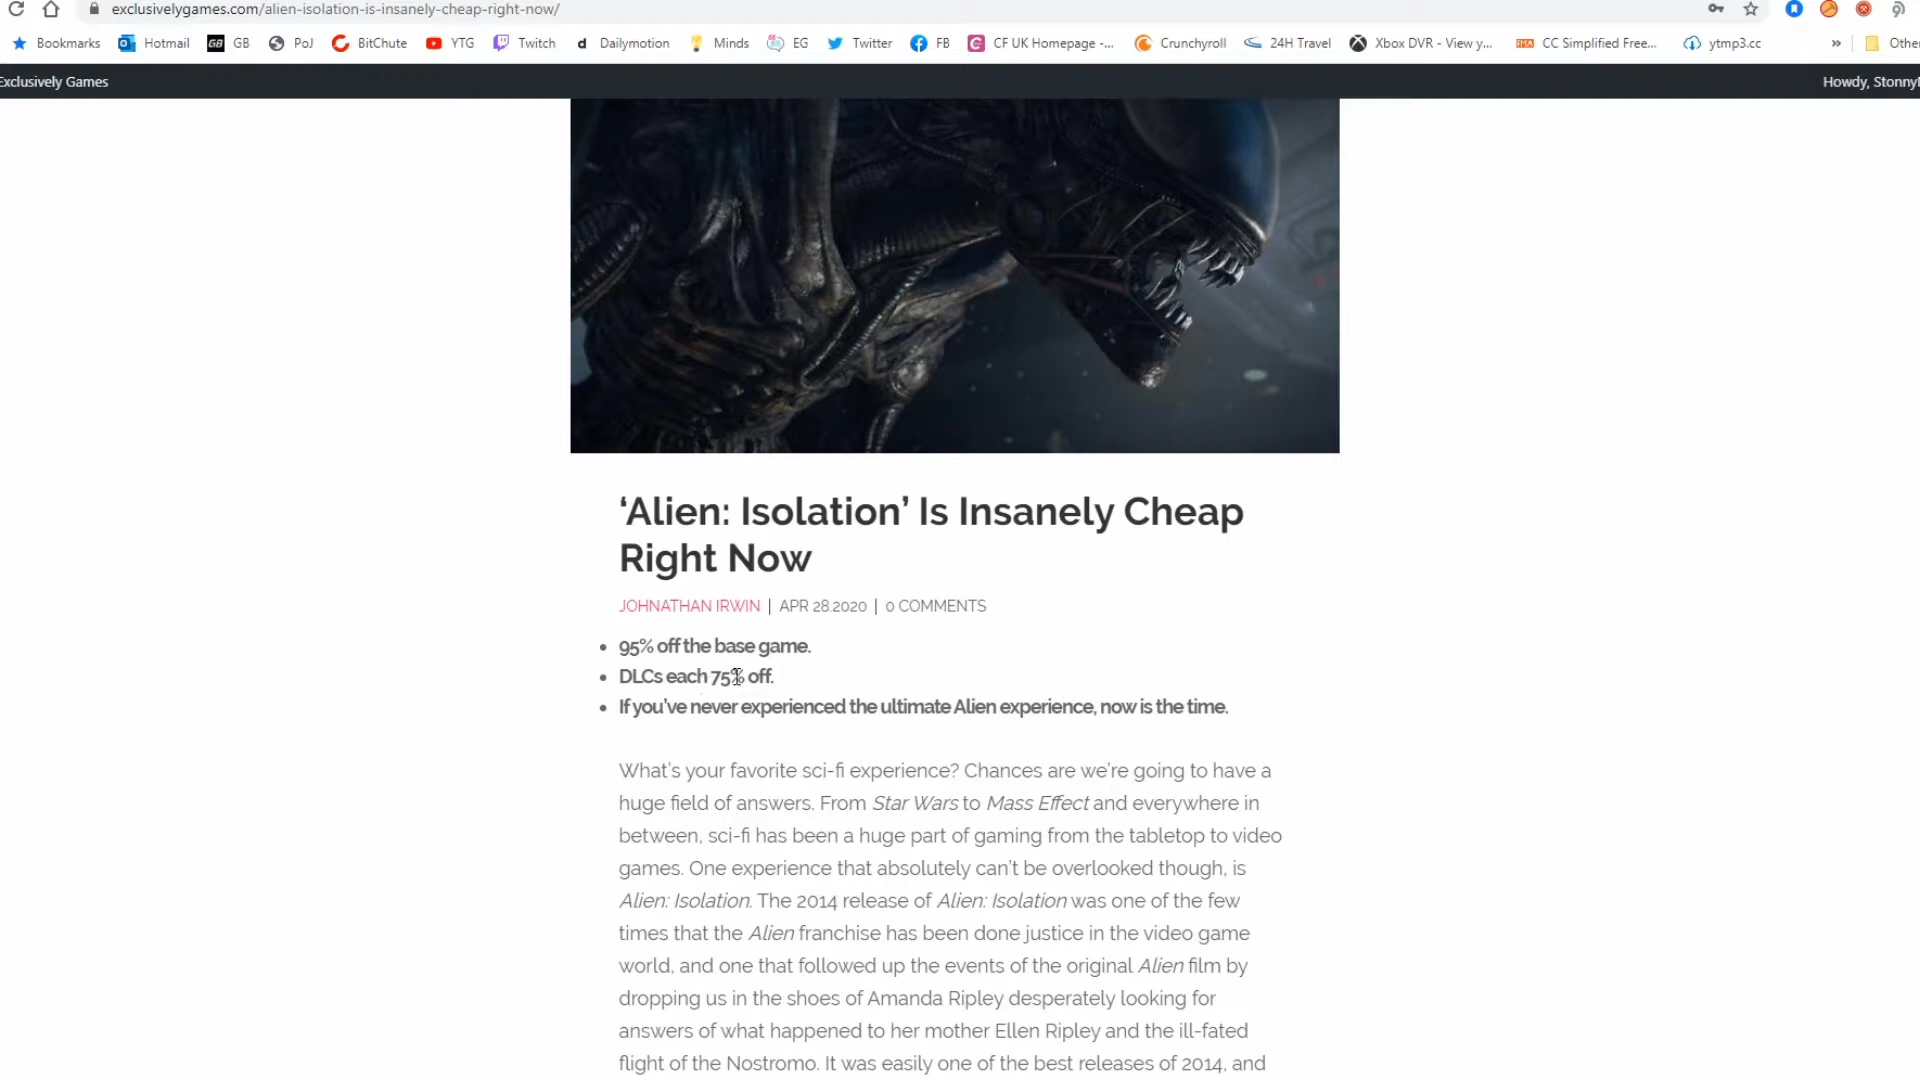 exclusivelygames.com/alien-isolation-is-insanely-cheap-right-now/
Bookmarks Hotmail GB GB PoJ BitChute YTG Twitch d Dailymotion Minds EG Twitter FB CF UK Homepage -... Crunchyroll 24H Travel Xbox DVR - View y... IMA CC Simplified Free... ytmp3.cc » Othe
Exclusively Games Howdy, Stonny
‘Alien: Isolation’ Is Insanely Cheap
Right Now
JOHNATHAN IRWIN | APR 28,2020 | 0 COMMENTS
• 95% off the base game.
• DLCs each 75% off.
• If you’ve never experienced the ultimate Alien experience, now is the time.
What’s your favorite sci-fi experience? Chances are we’re going to have a
huge field of answers. From Star Wars to Mass Effect and everywhere in
between, sci-fi has been a huge part of gaming from the tabletop to video
games. One experience that absolutely can’t be overlooked though, is
Alien: Isolation. The 2014 release of Alien: Isolation was one of the few
times that the Alien franchise has been done justice in the video game
world, and one that followed up the events of the original Alien film by
dropping us in the shoes of Amanda Ripley desperately looking for
answers of what happened to her mother Ellen Ripley and the ill-fated
flight of the Nostromo. It was easily one of the best releases of 2014, and